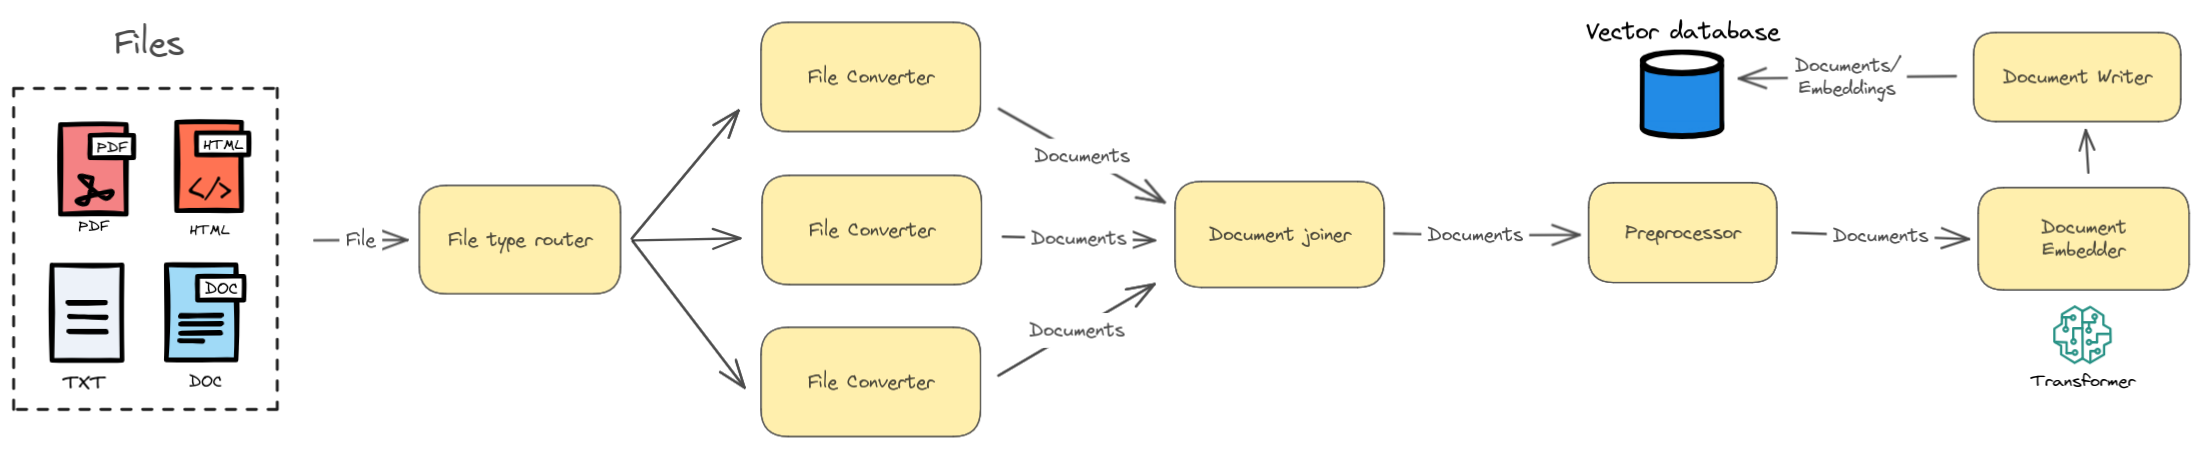 Files
PDF
HTML
PDF
HTML
DOC
TXT
DOC
File
File type router
File Converter
File Converter
File Converter
Documents
Documents
Documents
Document joiner
Documents
Preprocessor
Documents
Document
Embedder
Transformer
Document Writer
Documents/
Embeddings
Vector database